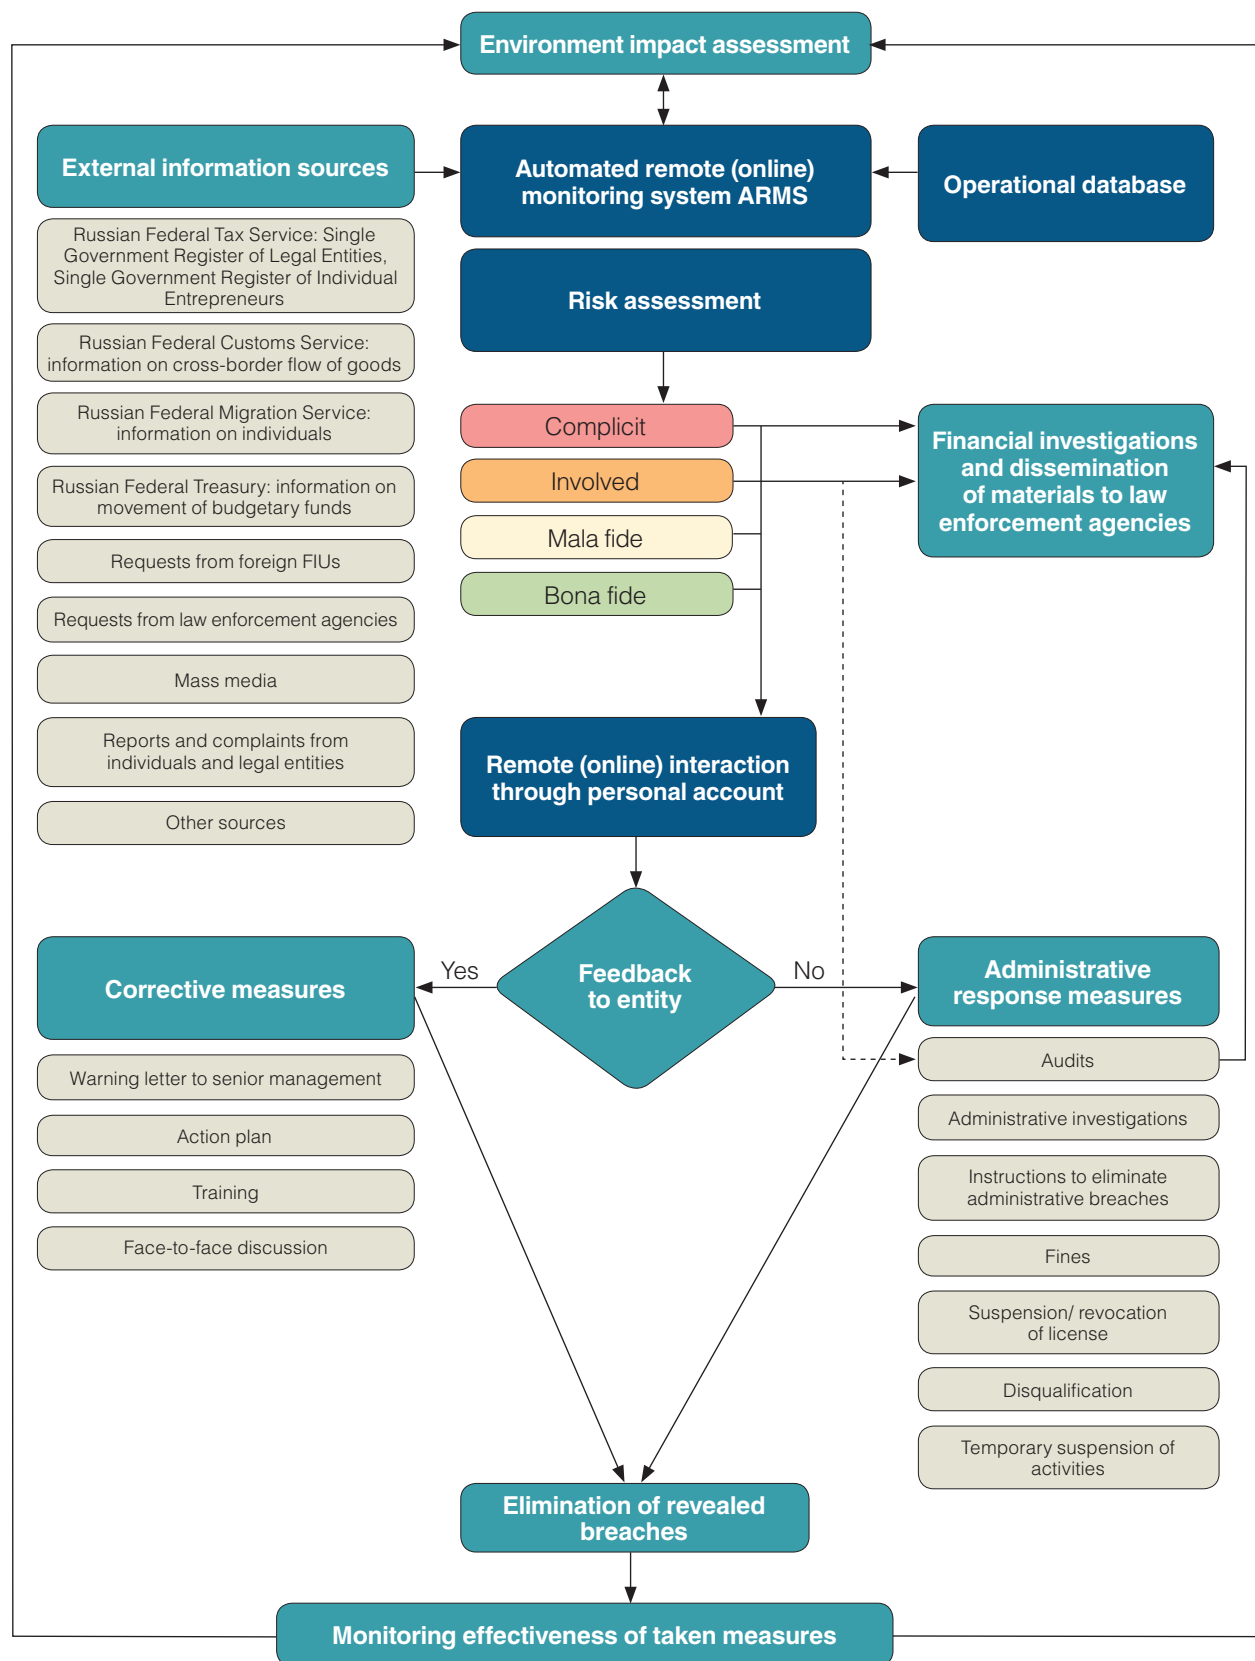 Environment impact assessment
External information sources
Automated remote (online)
monitoring system ARMS
Operational database
Russian Federal Tax Service: Single
Government Register of Legal Entities,
Single Government Register of Individual
Entrepreneurs
Risk assessment
Russian Federal Customs Service:
information on cross-border flow of goods
Russian Federal Migration Service:
information on individuals
Russian Federal Treasury: information on
movement of budgetary funds
Requests from foreign FIUs
Requests from law enforcement agencies
Mass media
Reports and complaints from
individuals and legal entities
Other sources
Complicit
Involved
Mala fide
Bona fide
Financial investigations
and dissemination
of materials to law
enforcement agencies
Remote (online) interaction
through personal account
Feedback
to entity
Yes
No
Corrective measures
Warning letter to senior management
Action plan
Training
Face-to-face discussion
Administrative
response measures
Audits
Administrative investigations
Instructions to eliminate
administrative breaches
Fines
Suspension/ revocation
of license
Disqualification
Temporary suspension of
activities
Elimination of revealed
breaches
Monitoring effectiveness of taken measures